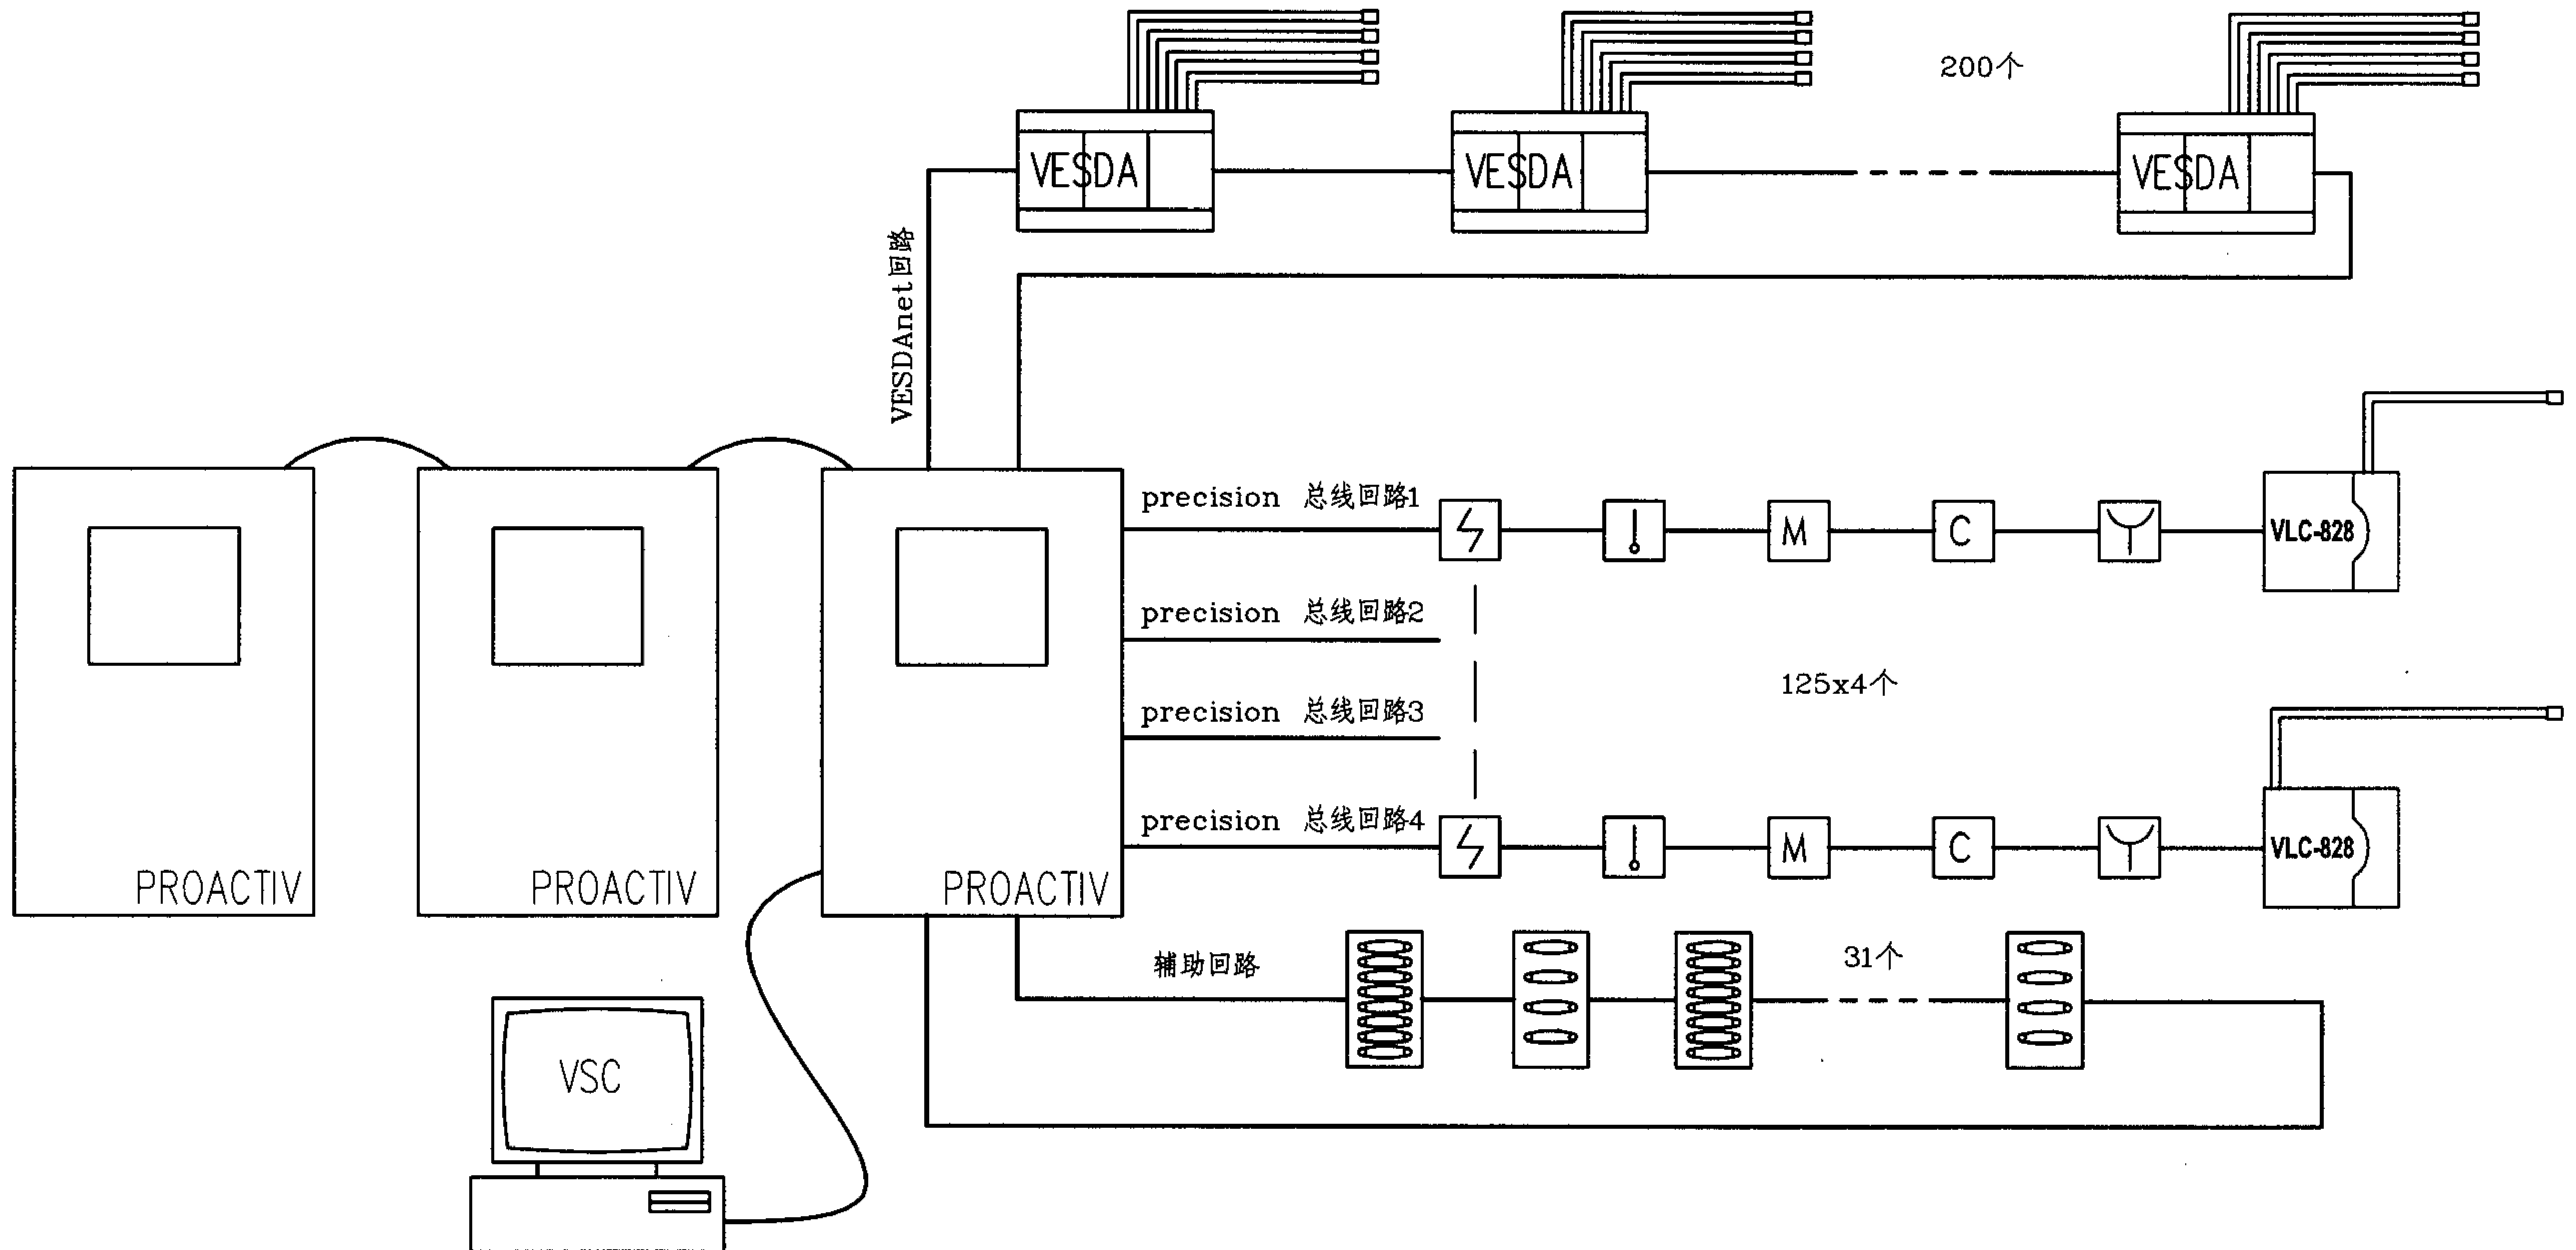 200个
VESDA
VESDA
VESDA
VESDAnet回路
precision 总线回路1
M
C
VLC-828
precision 总线回路2
125x4个
precision 总线回路3
precision 总线回路4
M
C
VLC-828
PROACTIV
PROACTIV
PROACTIV
辅助回路
31个
VSC